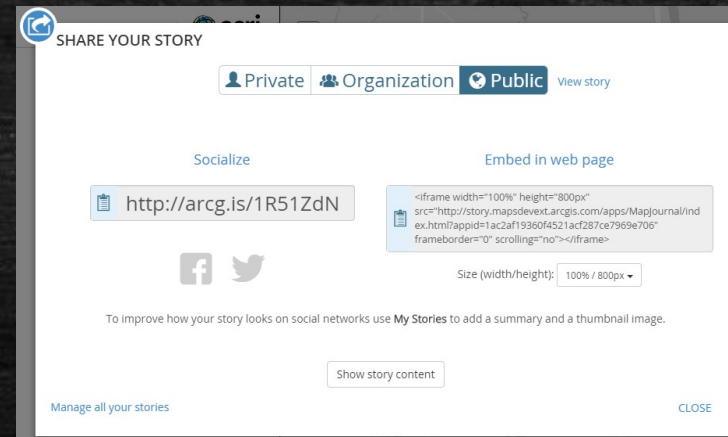 SHARE YOUR STORY
Private Organization Public View story
Socialize
http://arcg.is/1R51ZdN
Embed in web page
<iframe width="100%" height="800px"
src="http://story.mapsdevext.arcgis.com/apps/MapJournal/ind
ex.html?appid=1ac2af19360f4521acf287ce7969e706"
frameborder="0" scrolling="no"></iframe>
Size (width/height): 100% / 800px
To improve how your story looks on social networks use My Stories to add a summary and a thumbnail image.
Show story content
Manage all your stories
CLOSE